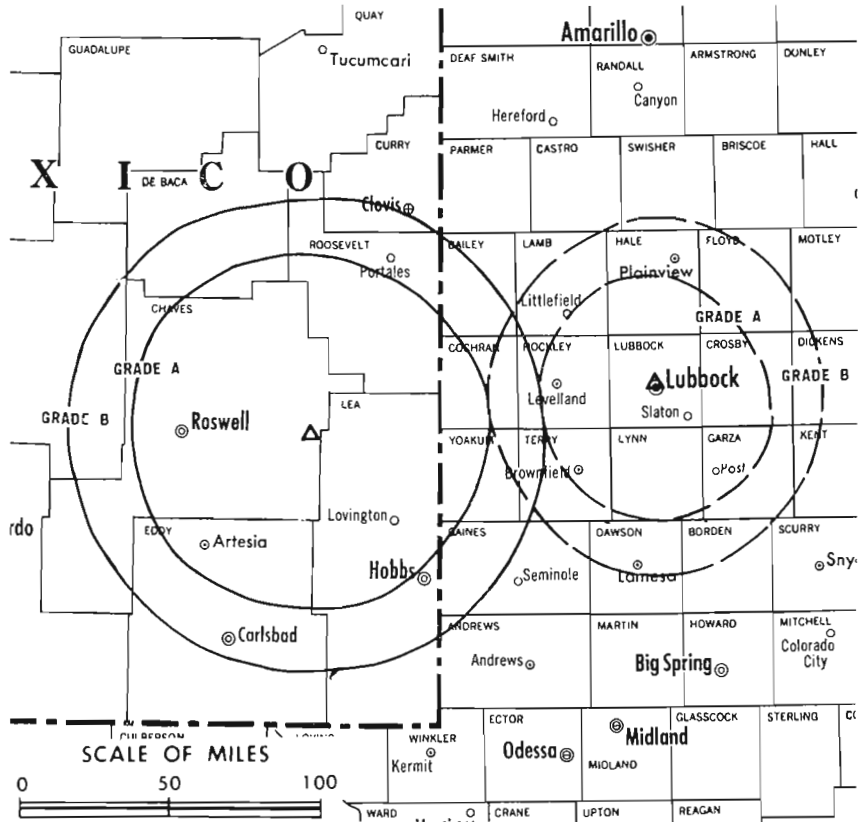 QUAY
Amarillo
GUADALUPE
Tucumcari
DEAF SMITH
RANDALL
ARMSTRONG
DONLEY
Canyon
Hereford
CURRY
PARMER
CASTRO
SWISHER
BRISCOE
HALL
X I C O
DE BACA
Clovis
ROOSEVELT
Portales
BAILEY
LAMB
HALE
FLOYD
MOTLEY
Plainview
Littlefield
CHAVES
GRADE A
COCHRAN
HOCKLEY
LUBBOCK
CROSBY
DICKENS
GRADE A
GRADE B
Levelland
Lubbock
GRADE B
LEA
Slaton
Roswell
YOAKUM
TERRY
LYNN
GARZA
KENT
Brownfield
Post
Lovington
rdo
EDDY
Artesia
GAINES
DAWSON
BORDEN
SCURRY
Hobbs
Seminole
Lamesa
Sny
Carlsbad
ANDREWS
MARTIN
HOWARD
MITCHELL
Colorado
City
Andrews
Big Spring
ECTOR
GLASSCOCK
STERLING
CO
CULBERSON
LOVING
WINKLER
Kermit
Odessa
Midland
MIDLAND
SCALE OF MILES
0 50 100
WARD
CRANE
UPTON
REAGAN